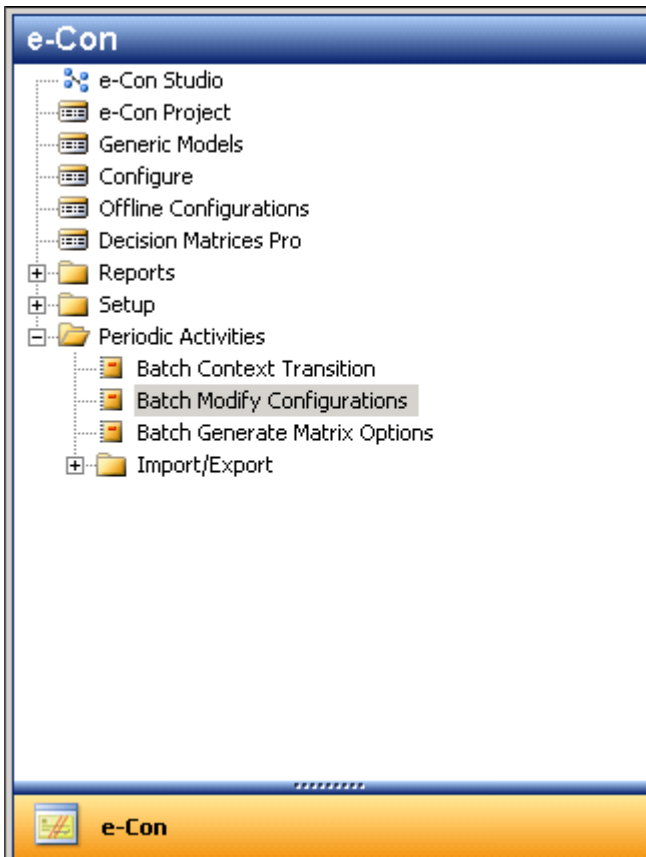 e-Con
e-Con Studio
e-Con Project
Generic Models
Configure
Offline Configurations
Decision Matrices Pro
Reports
Setup
Periodic Activities
Batch Context Transition
Batch Modify Configurations
Batch Generate Matrix Options
Import/Export
e-Con